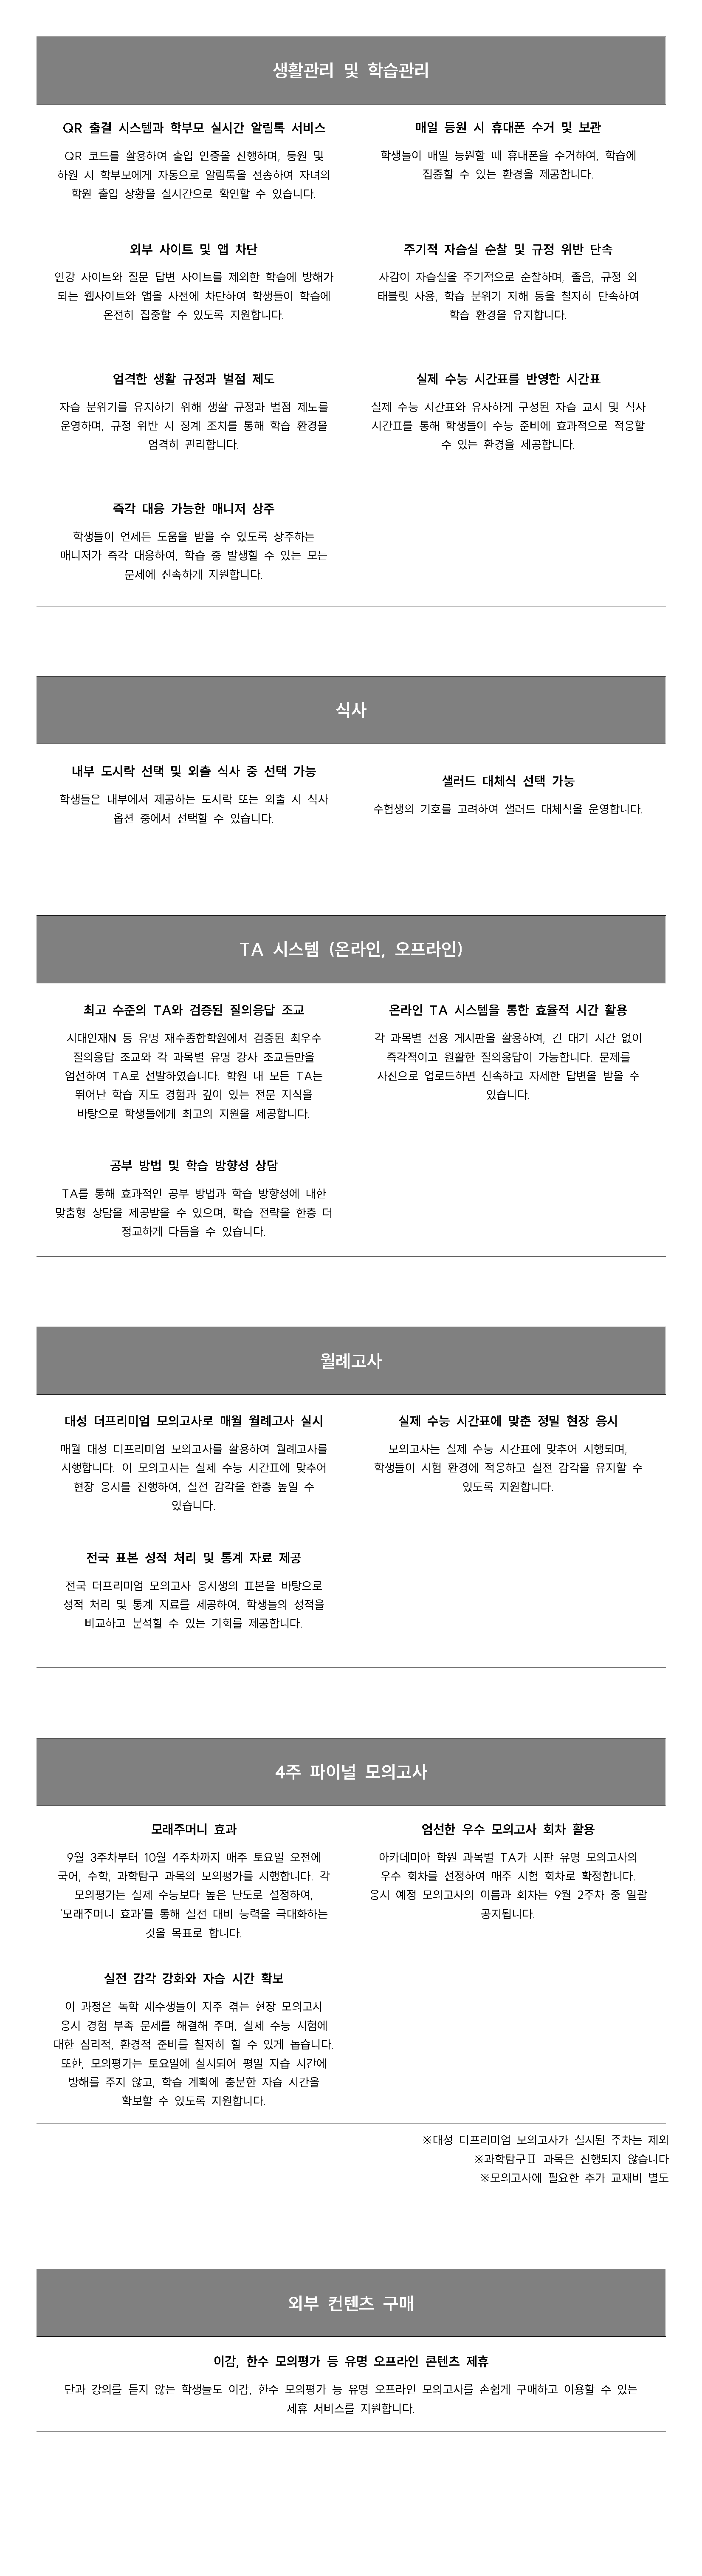 생활관리 및 학습관리
QR 출결 시스템과 학부모 실시간 알림톡 서비스
QR 코드를 활용하여 출입 인증을 진행하며, 등원 및
하원 시 학부모에게 자동으로 알림톡을 전송하여 자녀의
학원 출입 상황을 실시간으로 확인할 수 있습니다.
매일 등원 시 휴대폰 수거 및 보관
학생들이 매일 등원할 때 휴대폰을 수거하여, 학습에
집중할 수 있는 환경을 제공합니다.
외부 사이트 및 앱 차단
인강 사이트와 질문 답변 사이트를 제외한 학습에 방해가
되는 웹사이트와 앱을 사전에 차단하여 학생들이 학습에
온전히 집중할 수 있도록 지원합니다.
주기적 자습실 순찰 및 규정 위반 단속
사감이 자습실을 주기적으로 순찰하며, 졸음, 규정 외
태블릿 사용, 학습 분위기 저해 등을 철저히 단속하여
학습 환경을 유지합니다.
엄격한 생활 규정과 벌점 제도
자습 분위기를 유지하기 위해 생활 규정과 벌점 제도를
운영하며, 규정 위반 시 징계 조치를 통해 학습 환경을
엄격히 관리합니다.
실제 수능 시간표를 반영한 시간표
실제 수능 시간표와 유사하게 구성된 자습 교시 및 식사
시간표를 통해 학생들이 수능 준비에 효과적으로 적응할
수 있는 환경을 제공합니다.
즉각 대응 가능한 매니저 상주
학생들이 언제든 도움을 받을 수 있도록 상주하는
매니저가 즉각 대응하여, 학습 중 발생할 수 있는 모든
문제에 신속하게 지원합니다.
식사
내부 도시락 선택 및 외출 식사 중 선택 가능
학생들은 내부에서 제공하는 도시락 또는 외출 시 식사
옵션 중에서 선택할 수 있습니다.
샐러드 대체식 선택 가능
수험생의 기호를 고려하여 샐러드 대체식을 운영합니다.
TA 시스템 (온라인, 오프라인)
최고 수준의 TA와 검증된 질의응답 조교
시대인재N 등 유명 재수종합학원에서 검증된 최우수
질의응답 조교와 각 과목별 유명 강사 조교들만을
엄선하여 TA로 선발하였습니다. 학원 내 모든 TA는
뛰어난 학습 지도 경험과 깊이 있는 전문 지식을
바탕으로 학생들에게 최고의 지원을 제공합니다.
온라인 TA 시스템을 통한 효율적 시간 활용
각 과목별 전용 게시판을 활용하여, 긴 대기 시간 없이
즉각적이고 원활한 질의응답이 가능합니다. 문제를
사진으로 업로드하면 신속하고 자세한 답변을 받을 수
있습니다.
공부 방법 및 학습 방향성 상담
TA를 통해 효과적인 공부 방법과 학습 방향성에 대한
맞춤형 상담을 제공받을 수 있으며, 학습 전략을 한층 더
정교하게 다듬을 수 있습니다.
월례고사
대성 더프리미엄 모의고사로 매월 월례고사 실시
매월 대성 더프리미엄 모의고사를 활용하여 월례고사를
시행합니다. 이 모의고사는 실제 수능 시간표에 맞추어
현장 응시를 진행하여, 실전 감각을 한층 높일 수
있습니다.
실제 수능 시간표에 맞춘 정밀 현장 응시
모의고사는 실제 수능 시간표에 맞추어 시행되며,
학생들이 시험 환경에 적응하고 실전 감각을 유지할 수
있도록 지원합니다.
전국 표본 성적 처리 및 통계 자료 제공
전국 더프리미엄 모의고사 응시생의 표본을 바탕으로
성적 처리 및 통계 자료를 제공하여, 학생들의 성적을
비교하고 분석할 수 있는 기회를 제공합니다.
4주 파이널 모의고사
모래주머니 효과
9월 3주차부터 10월 4주차까지 매주 토요일 오전에
국어, 수학, 과학탐구 과목의 모의평가를 시행합니다. 각
모의평가는 실제 수능보다 높은 난도로 설정하여,
'모래주머니 효과'를 통해 실전 대비 능력을 극대화하는
것을 목표로 합니다.
엄선한 우수 모의고사 회차 활용
아카데미아 학원 과목별 TA가 시판 유명 모의고사의
우수 회차를 선정하여 매주 시험 회차로 확정합니다.
응시 예정 모의고사의 이름과 회차는 9월 2주차 중 일괄
공지됩니다.
실전 감각 강화와 자습 시간 확보
이 과정은 독학 재수생들이 자주 겪는 현장 모의고사
응시 경험 부족 문제를 해결해 주며, 실제 수능 시험에
대한 심리적, 환경적 준비를 철저히 할 수 있게 돕습니다.
또한, 모의평가는 토요일에 실시되어 평일 자습 시간에
방해를 주지 않고, 학습 계획에 충분한 자습 시간을
확보할 수 있도록 지원합니다.
※대성 더프리미엄 모의고사가 실시된 주차는 제외
※과학탐구Ⅱ 과목은 진행되지 않습니다
※모의고사에 필요한 추가 교재비 별도
외부 컨텐츠 구매
이감, 한수 모의평가 등 유명 오프라인 콘텐츠 제휴
단과 강의를 듣지 않는 학생들도 이감, 한수 모의평가 등 유명 오프라인 모의고사를 손쉽게 구매하고 이용할 수 있는
제휴 서비스를 지원합니다.